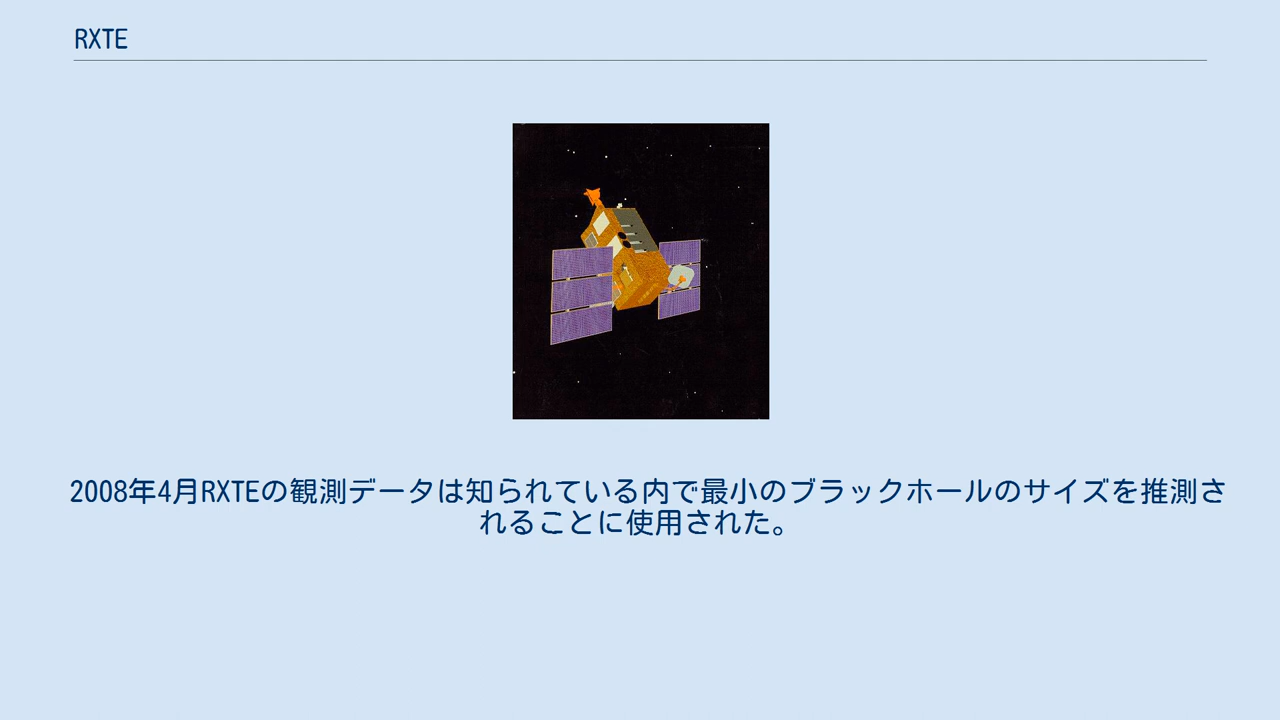 RXTE
2008年4月RXTEの観測データは知られている内で最小のブラックホールのサイズを推測さ
れることに使用された。